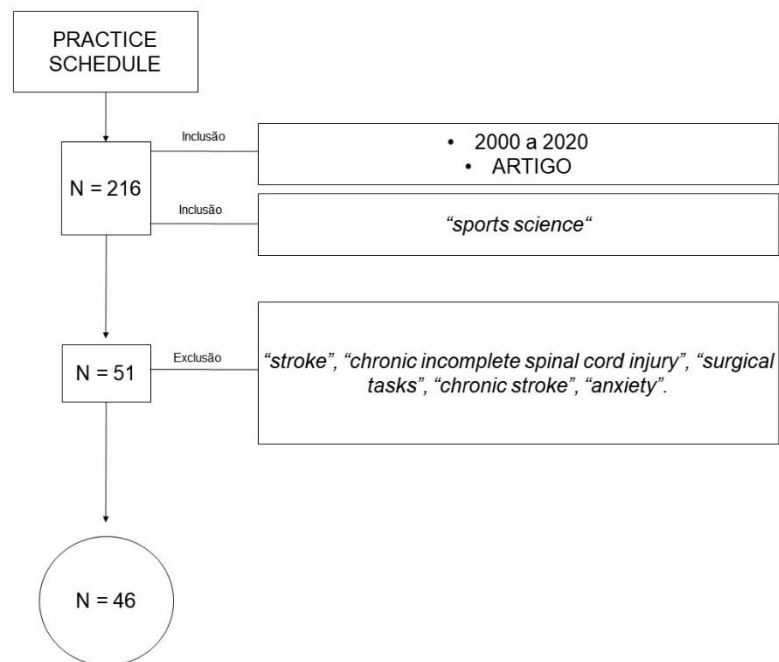 PRACTICE
SCHEDULE
Inclusão
• 2000 a 2020
• ARTIGO
N = 216
Inclusão
“sports science“
Exclusão
“stroke”, “chronic incomplete spinal cord injury”, “surgical
tasks”, “chronic stroke”, “anxiety”.
N = 51
N = 46